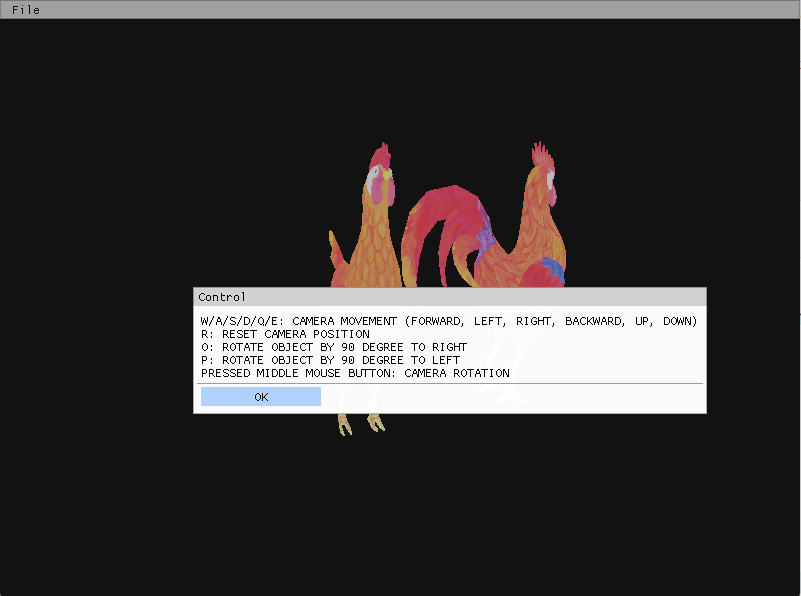 File
Control
W/A/S/D/Q/E: CAMERA MOVEMENT (FORWARD, LEFT, RIGHT, BACKWARD, UP, DOWN)
R: RESET CAMERA POSITION
O: ROTATE OBJECT BY 90 DEGREE TO RIGHT
P: ROTATE OBJECT BY 90 DEGREE TO LEFT
PRESSED MIDDLE MOUSE BUTTON: CAMERA ROTATION
OK